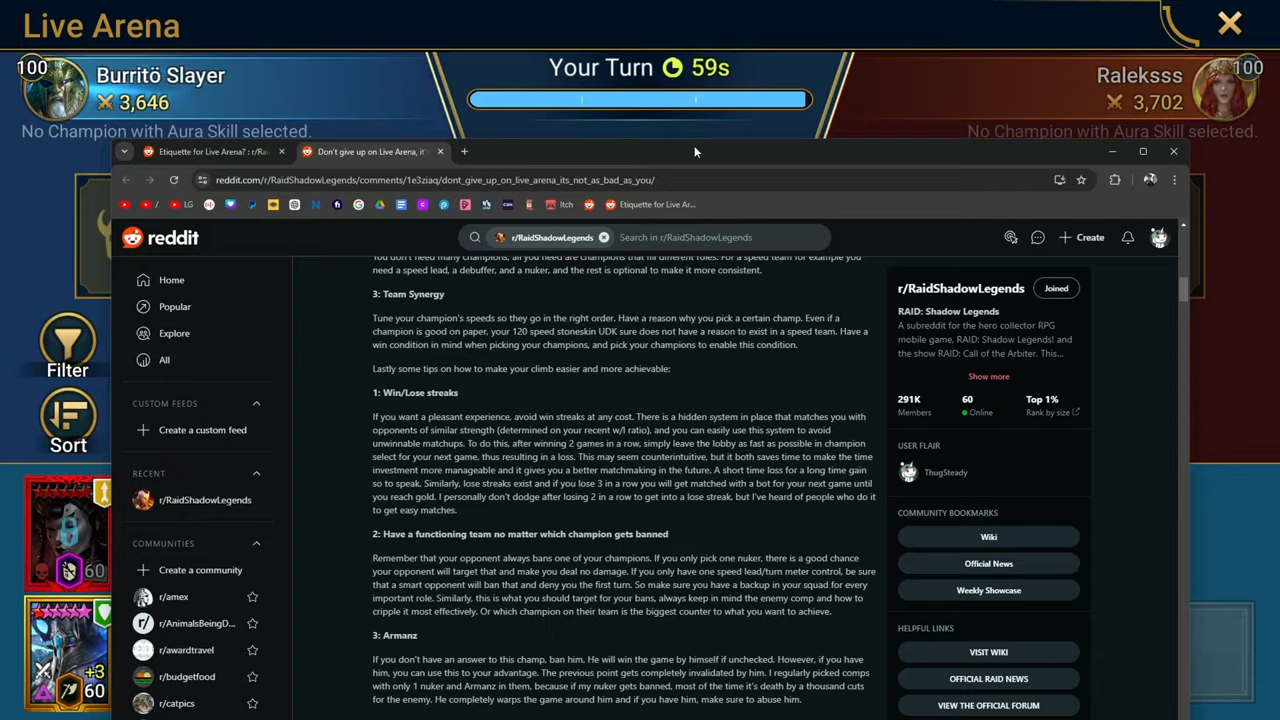 Live Arena
100
Burritö Slayer
3,646
No Champion with Aura Skill selected.
Your Turn 59s
Raleksss
100
3,702
No Champion with Aura Skill selected.
Etiquette for Live Arena? : r/Rai
Don't give up on Live Arena, it's
reddit.com/r/RaidShadowLegends/comments/1e3ziaq/dont_give_up_on_live_arena_its_not_as_bad_as_you/
LG
Itch
Etiquette for Live Ar...
reddit
r/RaidShadowLegends
Search in r/RaidShadowLegends
Create
Home
Popular
Explore
All
CUSTOM FEEDS
Create a custom feed
RECENT
r/RaidShadowLegends
COMMUNITIES
Create a community
r/amex
r/AnimalsBeingD...
r/awardtravel
r/budgetfood
r/catpics
You don't need many champions, all you need are champions that fill different roles. For a speed team for example you
need a speed lead, a debuffer, and a nuker, and the rest is optional to make it more consistent.
3: Team Synergy
Tune your champion's speeds so they go in the right order. Have a reason why you pick a certain champ. Even if a
champion is good on paper, your 120 speed stoneskin UDK sure does not have a reason to exist in a speed team. Have a
win condition in mind when picking your champions, and pick your champions to enable this condition.
Lastly some tips on how to make your climb easier and more achievable:
1: Win/Lose streaks
If you want a pleasant experience, avoid win streaks at any cost. There is a hidden system in place that matches you with
opponents of similar strength (determined on your recent w/l ratio), and you can easily use this system to avoid
unwinnable matchups. To do this, after winning 2 games in a row, simply leave the lobby as fast as possible in champion
select for your next game, thus resulting in a loss. This may seem counterintuitive, but it both saves time to make the time
investment more manageable and it gives you a better matchmaking in the future. A short time loss for a long time gain
so to speak. Similarly, lose streaks exist and if you lose 3 in a row you will get matched with a bot for your next game until
you reach gold. I personally don't dodge after losing 2 in a row to get into a lose streak, but I've heard of people who do it
to get easy matches.
2: Have a functioning team no matter which champion gets banned
Remember that your opponent always bans one of your champions. If you only pick one nuker, there is a good chance
your opponent will target that and make you deal no damage. If you only have one speed lead/turn meter control, be sure
that a smart opponent will ban that and deny you the first turn. So make sure you have a backup in your squad for every
important role. Similarly, this is what you should target for your bans, always keep in mind the enemy comp and how to
cripple it most effectively. Or which champion on their team is the biggest counter to what you want to achieve.
3: Armanz
If you don't have an answer to this champ, ban him. He will win the game by himself if unchecked. However, if you have
him, you can use this to your advantage. The previous point gets completely invalidated by him. I regularly picked comps
with only 1 nuker and Armanz in them, because if my nuker gets banned, most of the time it's death by a thousand cuts
for the enemy. He completely warps the game around him and if you have him, make sure to abuse him.
r/RaidShadowLegends
Joined
RAID: Shadow Legends
A subreddit for the hero collector RPG
mobile game, RAID: Shadow Legends! and
the show RAID: Call of the Arbiter. This...
Show more
291K
60
Top 1%
Members
Online
Rank by size
USER FLAIR
ThugSteady
COMMUNITY BOOKMARKS
Wiki
Official News
Weekly Showcase
HELPFUL LINKS
VISIT WIKI
OFFICIAL RAID NEWS
VIEW THE OFFICIAL FORUM
Filter
Sort
60
+3
60